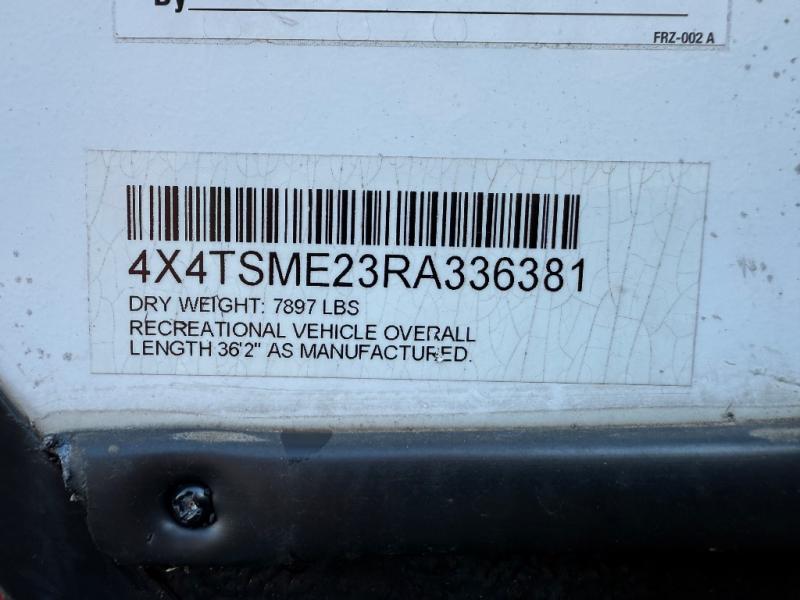 By
FRZ-002 A
4X4TSME23RA336381
DRY WEIGHT: 7897 LBS
RECREATIONAL VEHICLE OVERALL
LENGTH 36'2" AS MANUFACTURED.